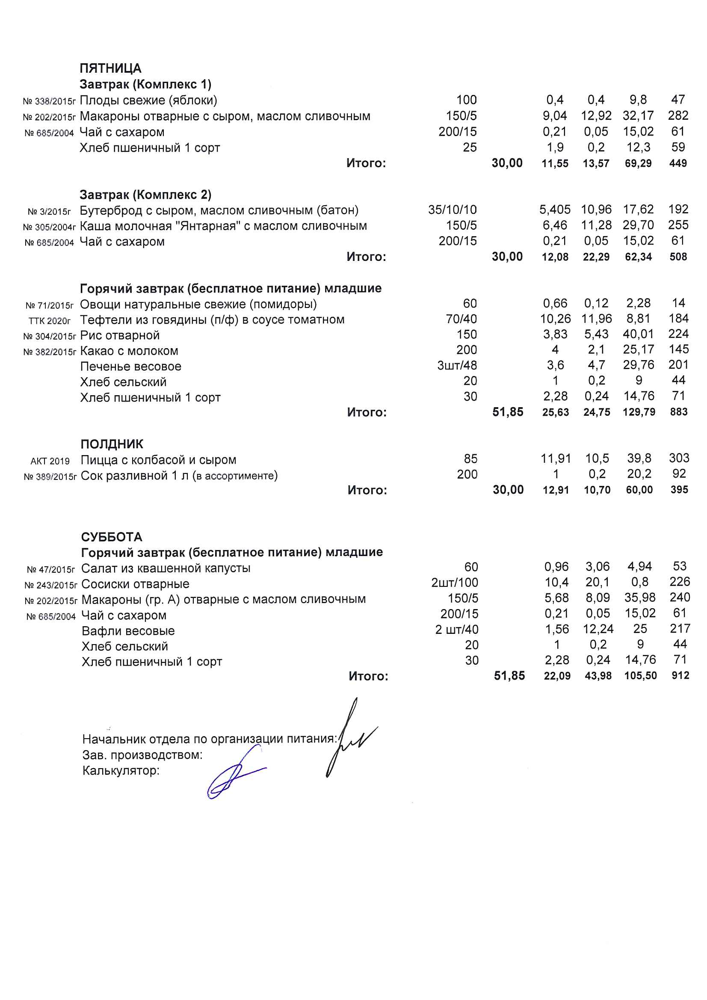 ПЯТНИЦА
Завтрак (Комплекс 1)
№ 338/2015г Плоды свежие (яблоки) 100 0,4 0,4 9,8 47
№ 202/2015г Макароны отварные с сыром, маслом сливочным 150/5 9,04 12,92 32,17 282
№ 685/2004 Чай с сахаром 200/15 0,21 0,05 15,02 61
Хлеб пшеничный 1 сорт 25 1,9 0,2 12,3 59
Итого: 30,00 11,55 13,57 69,29 449
Завтрак (Комплекс 2)
№ 3/2015г Бутерброд с сыром, маслом сливочным (батон) 35/10/10 5,405 10,96 17,62 192
№ 305/2004г Каша молочная "Янтарная" с маслом сливочным 150/5 6,46 11,28 29,70 255
№ 685/2004 Чай с сахаром 200/15 0,21 0,05 15,02 61
Итого: 30,00 12,08 22,29 62,34 508
Горячий завтрак (бесплатное питание) младшие
№ 71/2015г Овощи натуральные свежие (помидоры) 60 0,66 0,12 2,28 14
ТТК 2020г Тефтели из говядины (п/ф) в соусе томатном 70/40 10,26 11,96 8,81 184
№ 304/2015г Рис отварной 150 3,83 5,43 40,01 224
№ 382/2015г Какао с молоком 200 4 2,1 25,17 145
Печенье весовое 3шт/48 3,6 4,7 29,76 201
Хлеб сельский 20 1 0,2 9 44
Хлеб пшеничный 1 сорт 30 2,28 0,24 14,76 71
Итого: 51,85 25,63 24,75 129,79 883
ПОЛДНИК
АКТ 2019 Пицца с колбасой и сыром 85 11,91 10,5 39,8 303
№ 389/2015г Сок разливной 1 л (в ассортименте) 200 1 0,2 20,2 92
Итого: 30,00 12,91 10,70 60,00 395
СУББОТА
Горячий завтрак (бесплатное питание) младшие
№ 47/2015г Салат из квашенной капусты 60 0,96 3,06 4,94 53
№ 243/2015г Сосиски отварные 2шт/100 10,4 20,1 0,8 226
№ 202/2015г Макароны (гр. А) отварные с маслом сливочным 150/5 5,68 8,09 35,98 240
№ 685/2004 Чай с сахаром 200/15 0,21 0,05 15,02 61
Вафли весовые 2 шт/40 1,56 12,24 25 217
Хлеб сельский 20 1 0,2 9 44
Хлеб пшеничный 1 сорт 30 2,28 0,24 14,76 71
Итого: 51,85 22,09 43,98 105,50 912
Начальник отдела по организации питания:
Зав. производством:
Калькулятор: